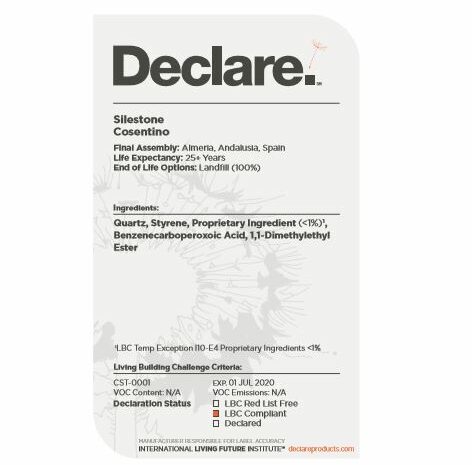 Declare.
SM
Silestone
Cosentino
Final Assembly: Almeria, Andalusia, Spain
Life Expectancy: 25+ Years
End of Life Options: Landfill (100%)
Ingredients:
Quartz, Styrene, Proprietary Ingredient (<1%)¹,
Benzenecarboperoxoic Acid, 1,1-Dimethylethyl
Ester
¹LBC Temp Exception I10-E4 Proprietary Ingredients <1%
Living Building Challenge Criteria:
CST-0001 EXP. 01 JUL 2020
VOC Content: N/A VOC Emissions: N/A
Declaration Status LBC Red List Free
LBC Compliant
Declared
MANUFACTURER RESPONSIBLE FOR LABEL ACCURACY
INTERNATIONAL LIVING FUTURE INSTITUTE℠ declareproducts.com